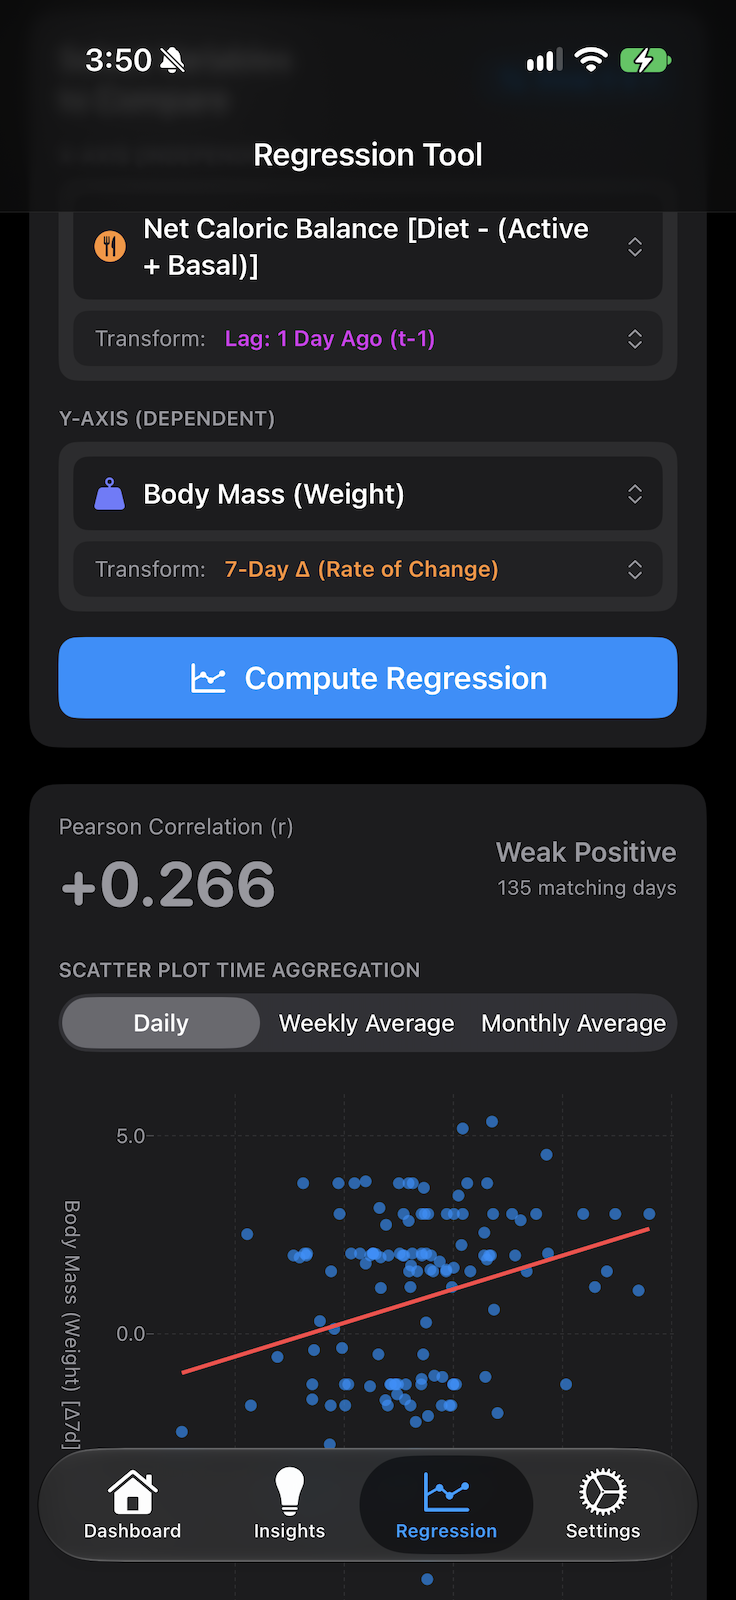 3:50
to Compare
Regression Tool
Net Caloric Balance [Diet - (Active
+ Basal)]
Transform: Lag: 1 Day Ago (t-1)
Y-AXIS (DEPENDENT)
Body Mass (Weight)
Transform: 7-Day Δ (Rate of Change)
Compute Regression
Pearson Correlation (r)
+0.266
Weak Positive
135 matching days
SCATTER PLOT TIME AGGREGATION
Daily
Weekly Average
Monthly Average
5.0
0.0
Body Mass (Weight) [Δ7d]
Dashboard
Insights
Regression
Settings